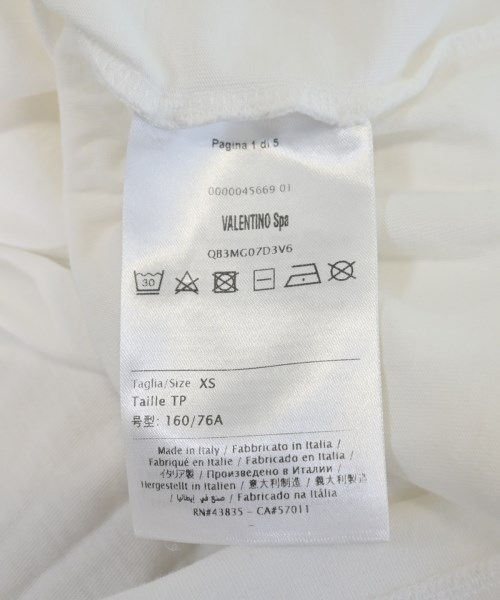 Pagina 1 di 5
0000045669 01
VALENTINO Spa
QB3MG07D3V6
30
Taglia/Size XS
Taille TP
号型: 160/76A
Made in Italy / Fabbricato in Italia /
Fabriqué en Italie / Fabricado en Italia /
イタリア製 / Произведено в Италии /
Hergestellt in Italien / 意大利制造 / 義大利製造
/ صنع في إيطاليا / Fabricado na Itália
RN#43835 - CA#57011